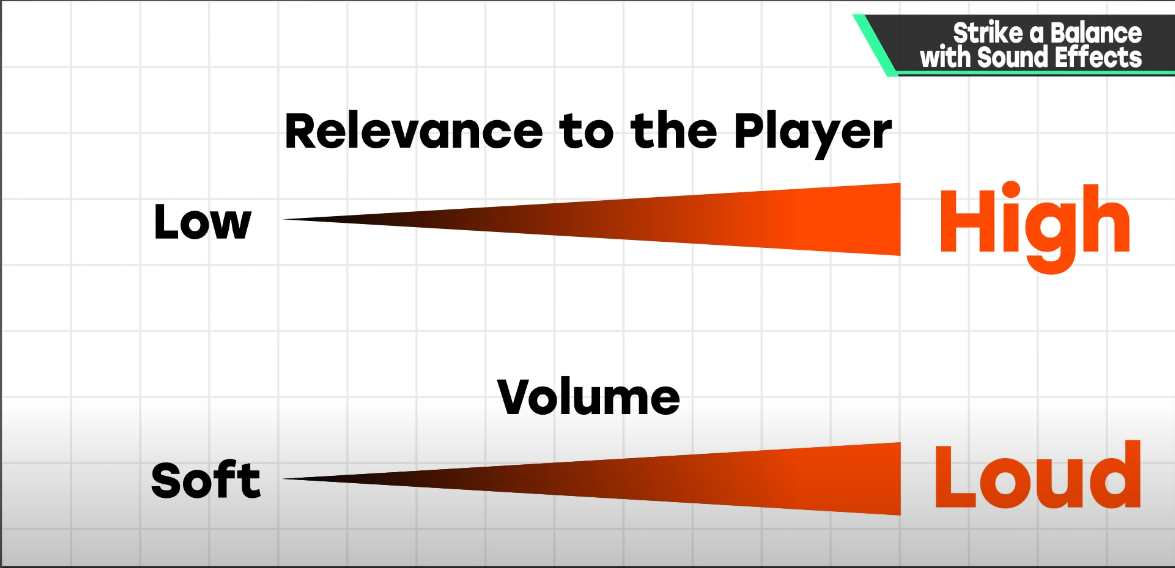 Strike a Balance
with Sound Effects
Relevance to the Player
Low
High
Volume
Soft
Loud